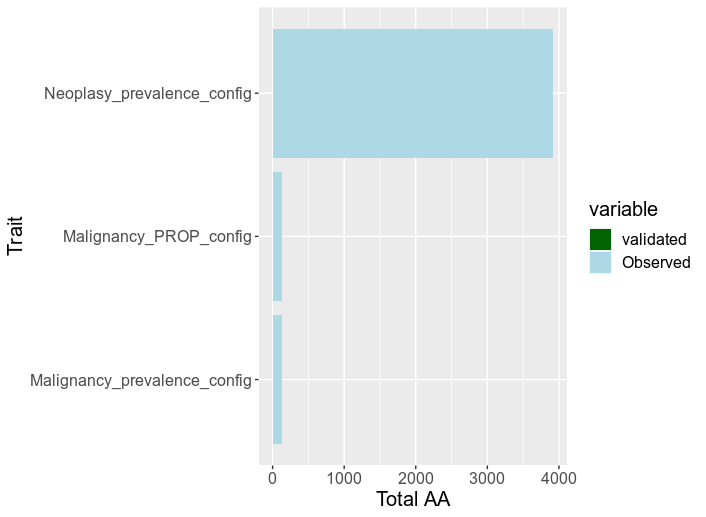 Trait
Neoplasy_prevalence_config
Malignancy_PROP_config
Malignancy_prevalence_config
0 1000 2000 3000 4000
Total AA
variable
validated
Observed